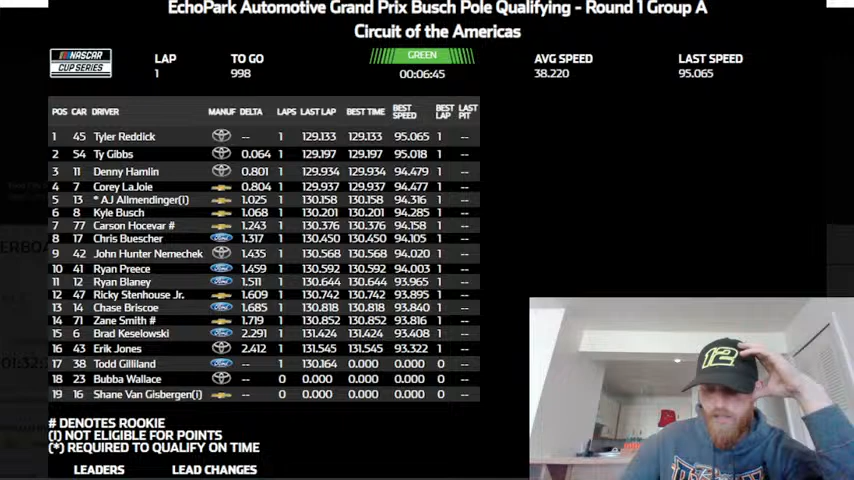 EchoPark Automotive Grand Prix Busch Pole Qualifying - Round 1 Group A
Circuit of the Americas
NASCAR CUP SERIES LAP TO GO GREEN AVG SPEED LAST SPEED
1 998 00:06:45 38.220 95.065
POS CAR DRIVER MANUF DELTA LAPS LAST LAP BEST TIME BEST SPEED BEST LAP LAST PIT
1 45 Tyler Reddick -- 1 129.133 129.133 95.065 1 --
2 54 Ty Gibbs 0.064 1 129.197 129.197 95.018 1 --
3 11 Denny Hamlin 0.801 1 129.934 129.934 94.479 1 --
4 7 Corey LaJoie 0.804 1 129.937 129.937 94.477 1 --
5 13 * AJ Allmendinger(i) 1.025 1 130.158 130.158 94.316 1 --
6 8 Kyle Busch 1.068 1 130.201 130.201 94.285 1 --
7 77 Carson Hocevar # 1.243 1 130.376 130.376 94.158 1 --
8 17 Chris Buescher Ford 1.317 1 130.450 130.450 94.105 1 --
9 42 John Hunter Nemechek 1.435 1 130.568 130.568 94.020 1 --
10 41 Ryan Preece Ford 1.459 1 130.592 130.592 94.003 1 --
11 12 Ryan Blaney Ford 1.511 1 130.644 130.644 93.965 1 --
12 47 Ricky Stenhouse Jr. 1.609 1 130.742 130.742 93.895 1 --
13 14 Chase Briscoe Ford 1.685 1 130.818 130.818 93.840 1 --
14 71 Zane Smith # 1.719 1 130.852 130.852 93.816 1 --
15 6 Brad Keselowski Ford 2.291 1 131.424 131.424 93.408 1 --
16 43 Erik Jones 2.412 1 131.545 131.545 93.322 1 --
17 38 Todd Gilliland Ford -- 1 130.164 0.000 0.000 0 --
18 23 Bubba Wallace -- 0 0.000 0.000 0.000 0 --
19 16 Shane Van Gisbergen(i) -- 0 0.000 0.000 0.000 0 --
# DENOTES ROOKIE
(i) NOT ELIGIBLE FOR POINTS
(*) REQUIRED TO QUALIFY ON TIME
LEADERS LEAD CHANGES
12